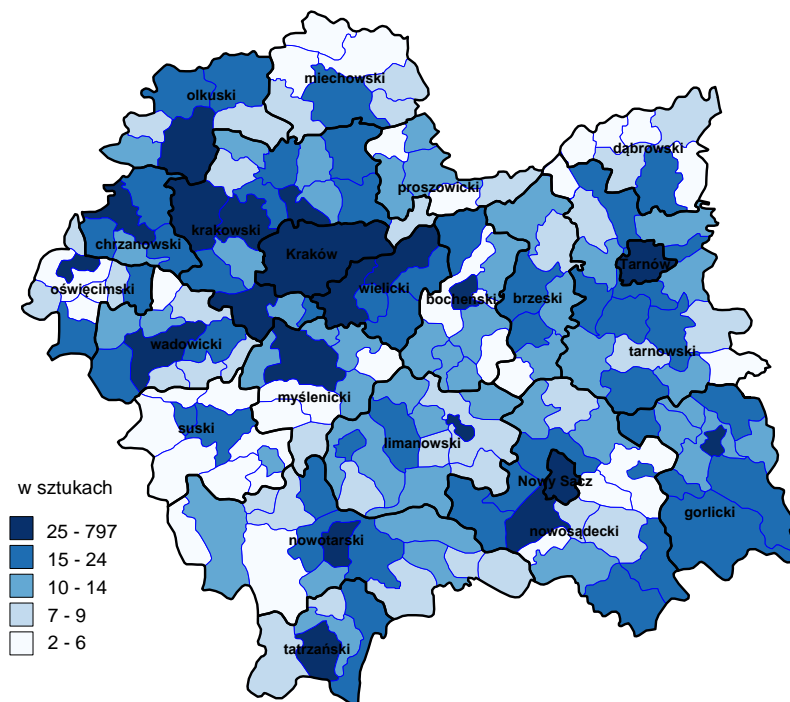 miechowski
olkuski
dąbrowski
proszowicki
krakowski
chrzanowski
Kraków
Tarnów
wielicki
oświęcimski
bocheński
brzeski
wadowicki
tarnowski
myślenicki
suski
limanowski
Nowy Sącz
gorlicki
nowosądecki
nowotarski
tatrzański
w sztukach
25 - 797
15 - 24
10 - 14
7 - 9
2 - 6